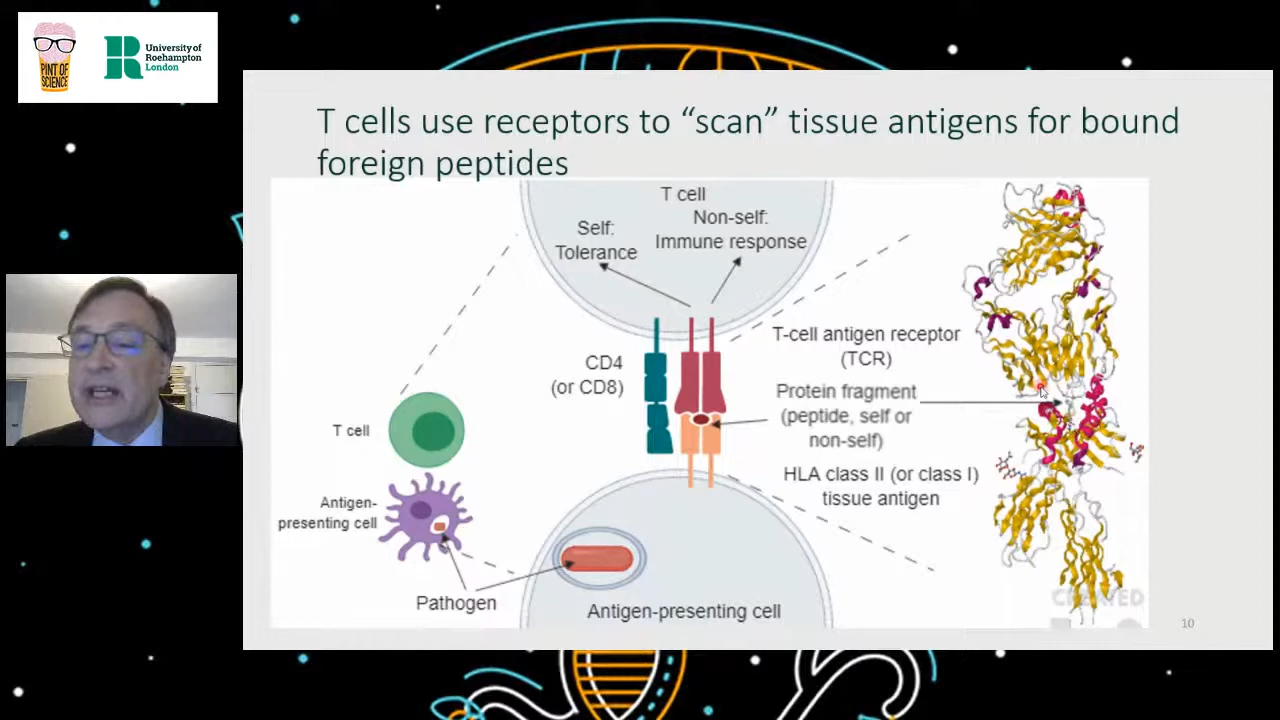 PINT OF
SCIENCE
University of
Roehampton
London
T cells use receptors to “scan” tissue antigens for bound
foreign peptides
T cell
Self:
Tolerance
Non-self:
Immune response
CD4
(or CD8)
T-cell antigen receptor
(TCR)
Protein fragment
(peptide, self or
non-self)
HLA class II (or class I)
tissue antigen
T cell
Antigen-
presenting cell
Pathogen
Antigen-presenting cell
CREATED
10